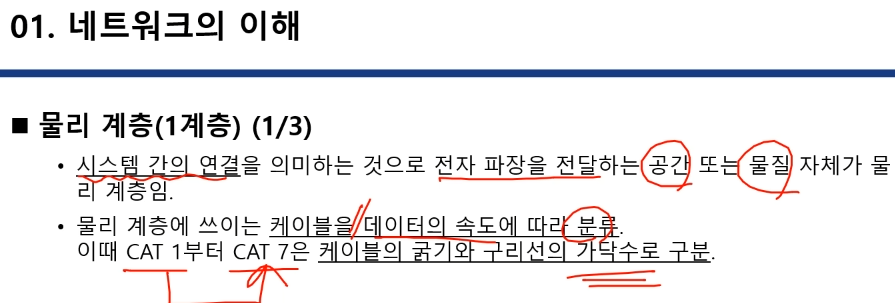 01. 네트워크의 이해
■ 물리 계층(1계층) (1/3)
• 시스템 간의 연결을 의미하는 것으로 전자 파장을 전달하는 공간 또는 물질 자체가 물
리 계층임.
• 물리 계층에 쓰이는 케이블을 데이터의 속도에 따라 분류.
이때 CAT 1부터 CAT 7은 케이블의 굵기와 구리선의 가닥수로 구분.